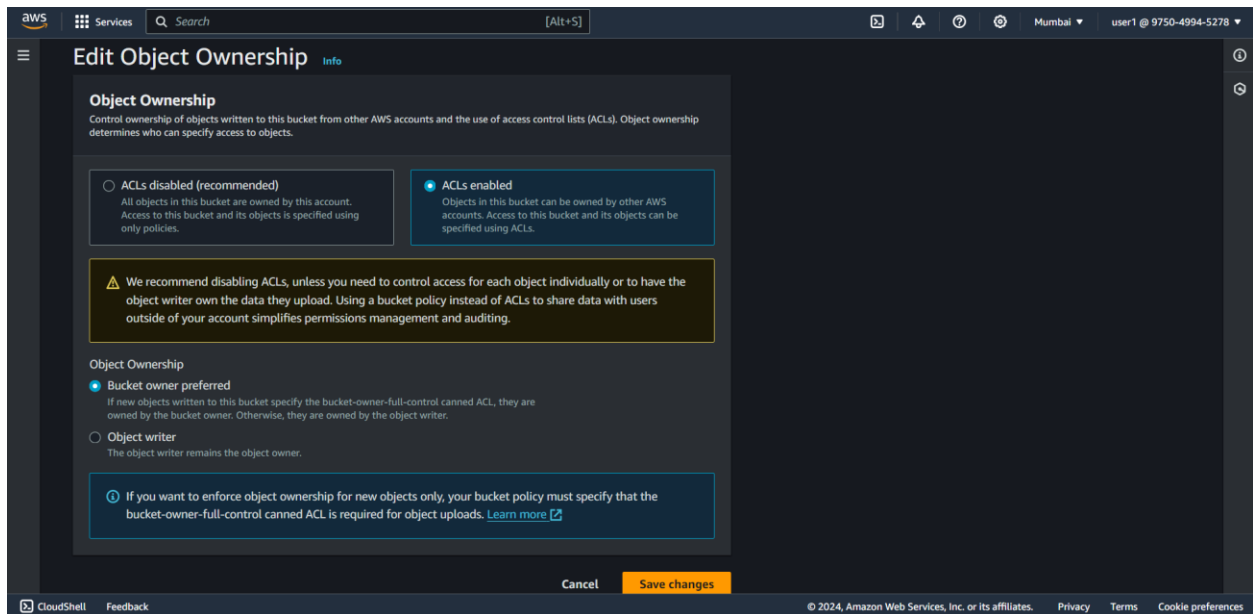 aws
Services
Search
[Alt+S]
Mumbai
user1 @ 9750-4994-5278
Edit Object Ownership Info
Object Ownership
Control ownership of objects written to this bucket from other AWS accounts and the use of access control lists (ACLs). Object ownership
determines who can specify access to objects.
ACLs disabled (recommended)
All objects in this bucket are owned by this account.
Access to this bucket and its objects is specified using
only policies.
ACLs enabled
Objects in this bucket can be owned by other AWS
accounts. Access to this bucket and its objects can be
specified using ACLs.
We recommend disabling ACLs, unless you need to control access for each object individually or to have the
object writer own the data they upload. Using a bucket policy instead of ACLs to share data with users
outside of your account simplifies permissions management and auditing.
Object Ownership
Bucket owner preferred
If new objects written to this bucket specify the bucket-owner-full-control canned ACL, they are
owned by the bucket owner. Otherwise, they are owned by the object writer.
Object writer
The object writer remains the object owner.
If you want to enforce object ownership for new objects only, your bucket policy must specify that the
bucket-owner-full-control canned ACL is required for object uploads. Learn more
Cancel
Save changes
CloudShell
Feedback
© 2024, Amazon Web Services, Inc. or its affiliates.
Privacy
Terms
Cookie preferences